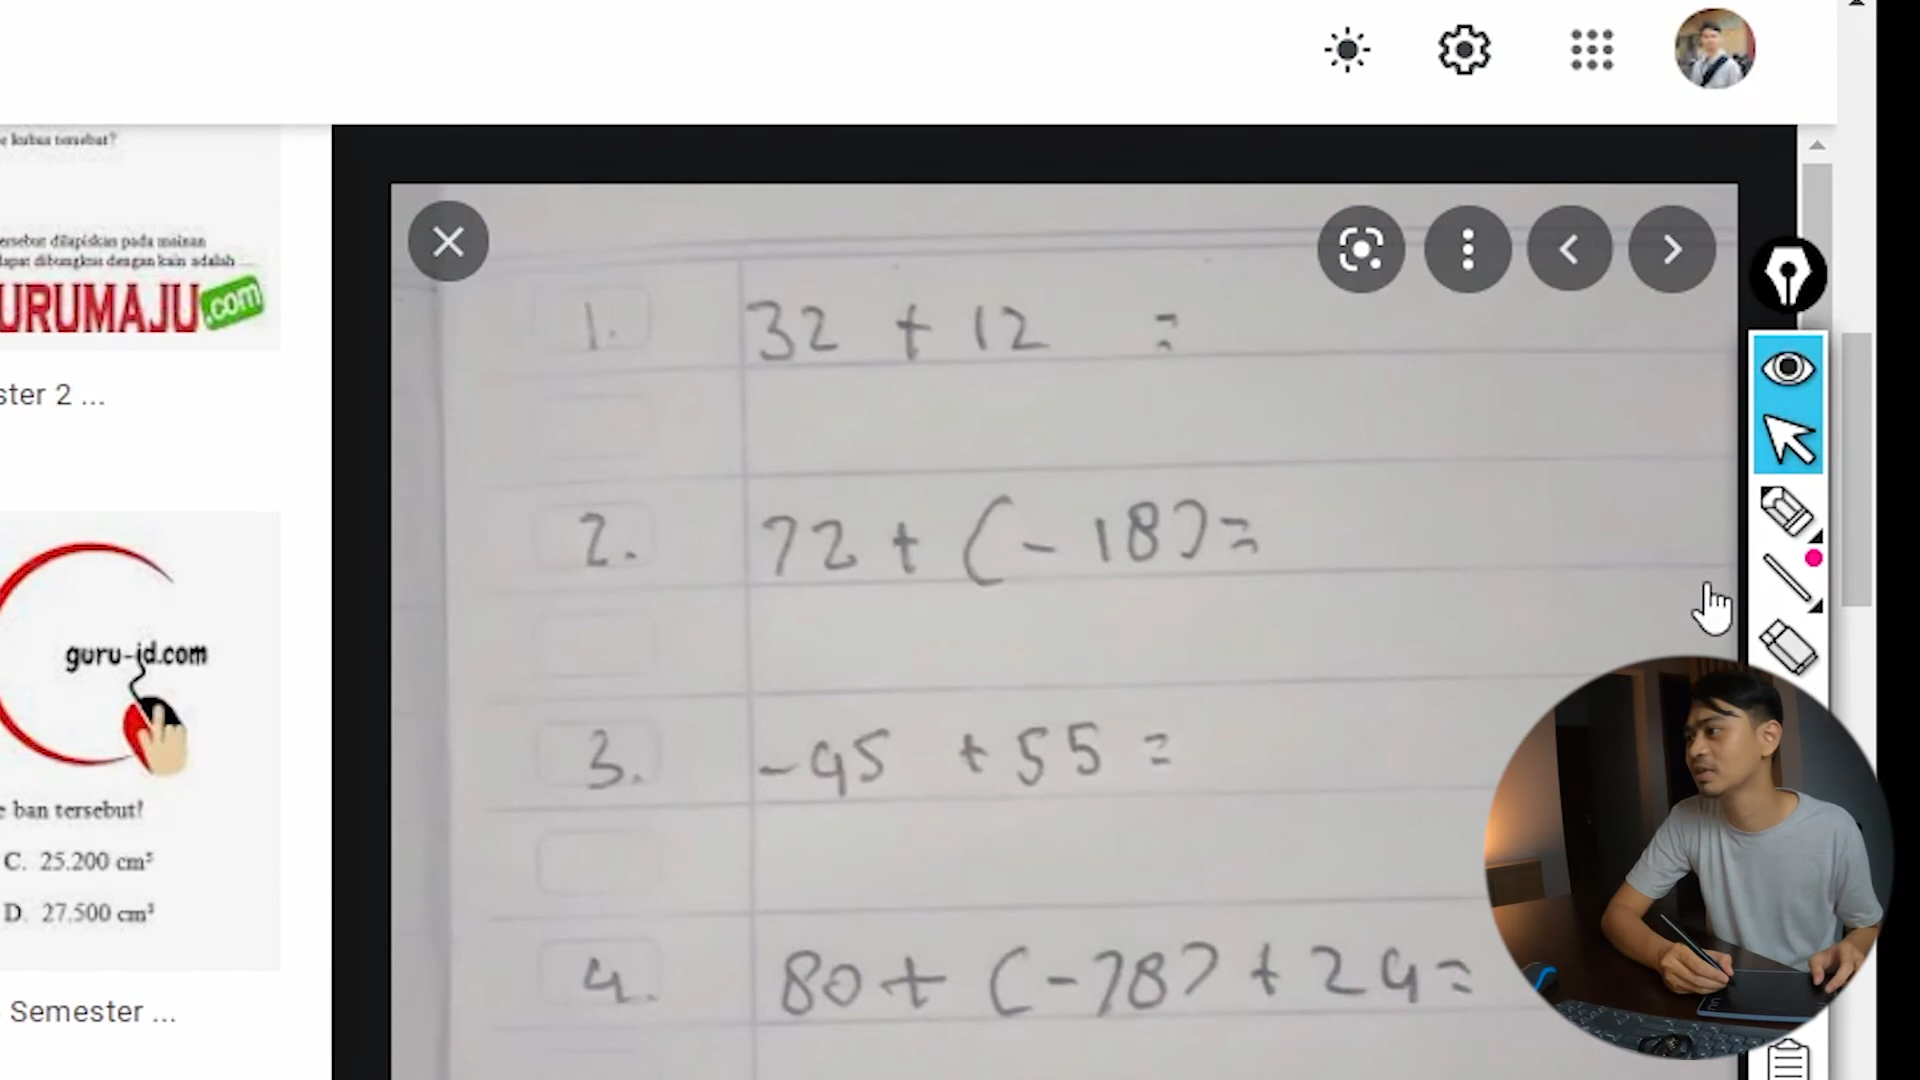 e kubus tersebut?
ersebut dilapiskan pada mainan
dapat dibungkus dengan kain adalah ...
URUMAJU.com
ster 2 ...
guru-id.com
e ban tersebut!
C. 25.200 cm³
D. 27.500 cm³
Semester ...
1. 32 + 12 =
2. 72 + (-18) =
3. -45 + 55 =
4. 80 + (-78) + 24 =